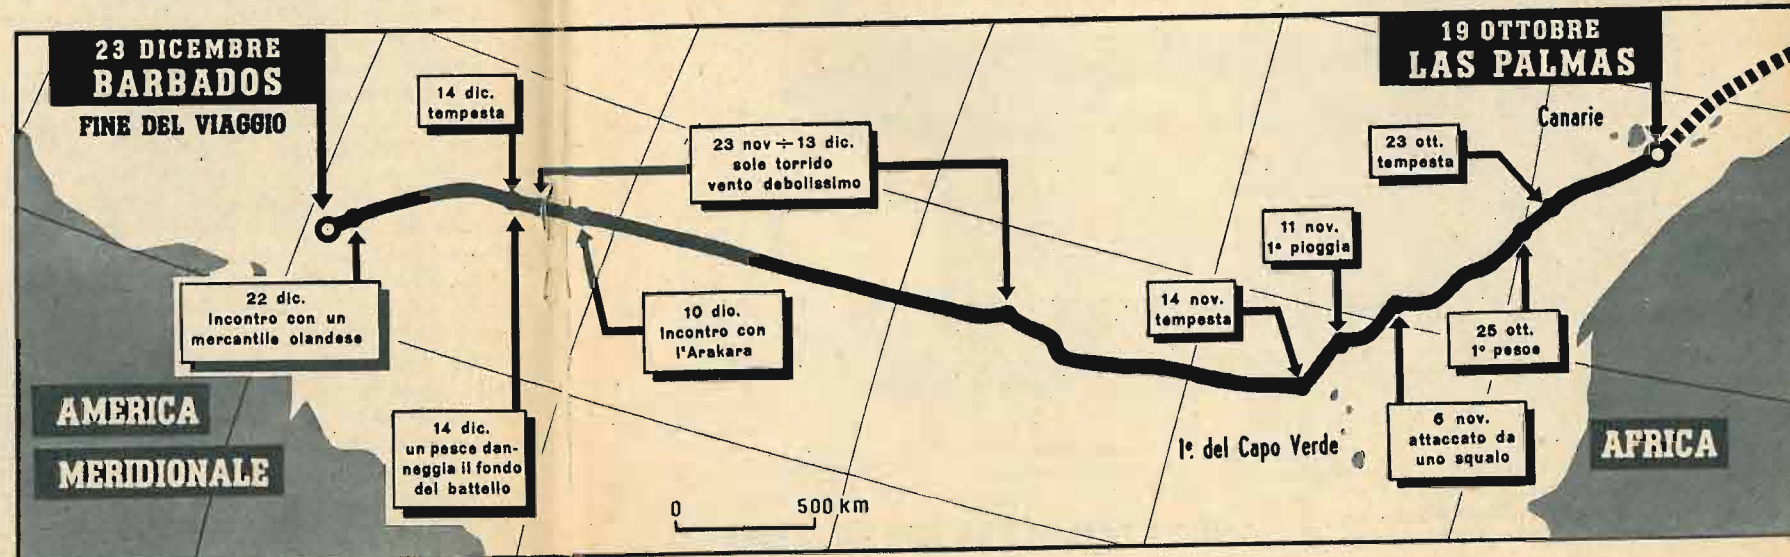 23 DICEMBRE
BARBADOS
FINE DEL VIAGGIO
14 dic.
tempesta
23 nov ÷ 13 dic.
sole torrido
vento debolissimo
19 OTTOBRE
LAS PALMAS
Canarie
23 ott.
tempesta
11 nov.
1ª pioggia
14 nov.
tempesta
22 dic.
Incontro con un
mercantile olandese
10 dic.
Incontro con
l'Arakara
25 ott.
1º pesce
AMERICA
MERIDIONALE
14 dic.
un pesce dan-
neggia il fondo
del battello
Iᵉ del Capo Verde
6 nov.
attaccato da
uno squalo
AFRICA
0 500 km